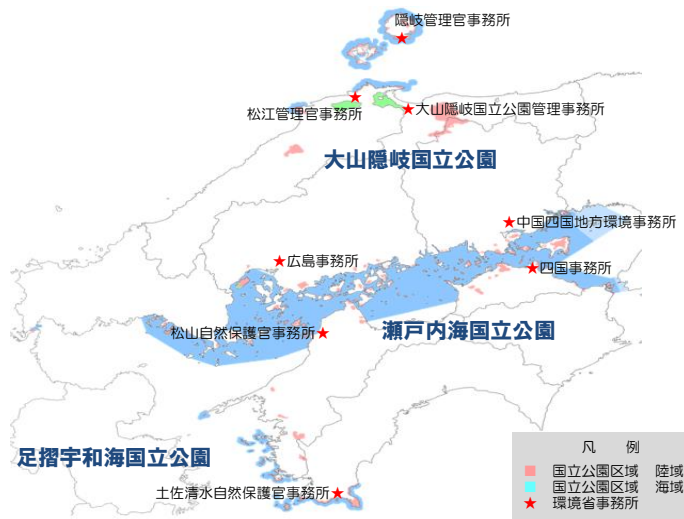 隠岐管理官事務所
松江管理官事務所
大山隠岐国立公園管理事務所
大山隠岐国立公園
中国四国地方環境事務所
広島事務所
四国事務所
松山自然保護官事務所
瀬戸内海国立公園
足摺宇和海国立公園
土佐清水自然保護官事務所
凡 例
国立公園区域 陸域
国立公園区域 海域
環境省事務所